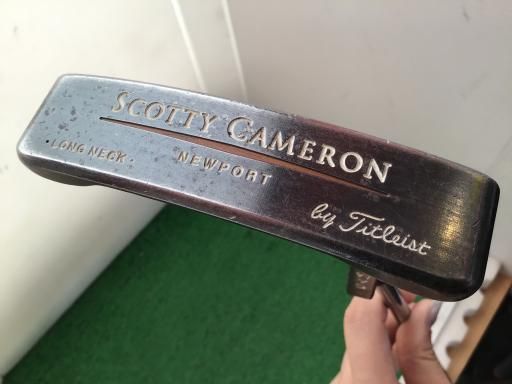 SCOTTY CAMERON
·LONG NECK· NEWPORT
by Titleist